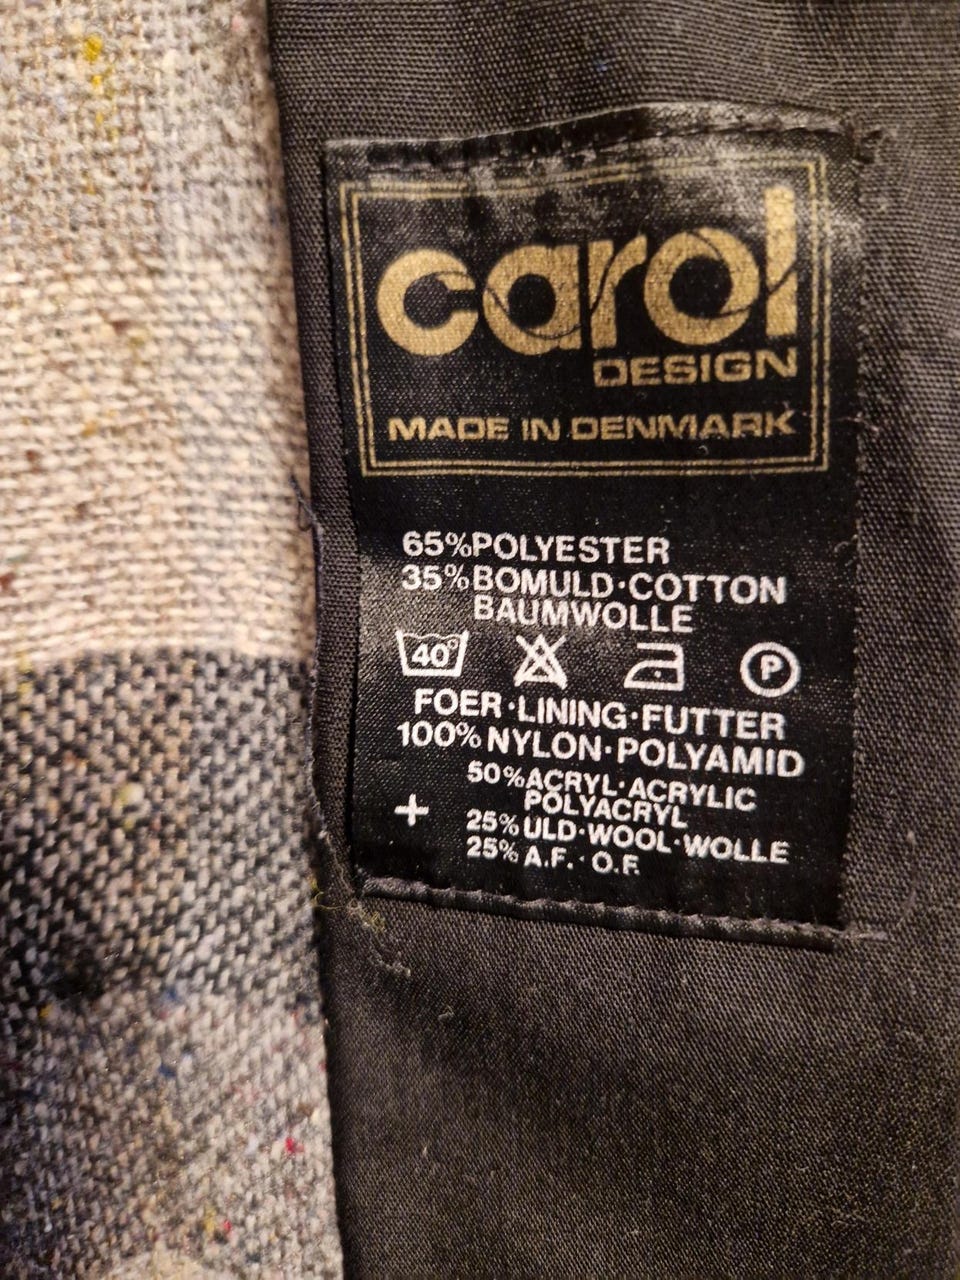 carol
DESIGN
MADE IN DENMARK
65% POLYESTER
35% BOMULD·COTTON
BAUMWOLLE
40°
P
FOER·LINING·FUTTER
100% NYLON·POLYAMID
50% ACRYL·ACRYLIC
POLYACRYL
+ 25% ULD·WOOL·WOLLE
25% A.F.·O.F.